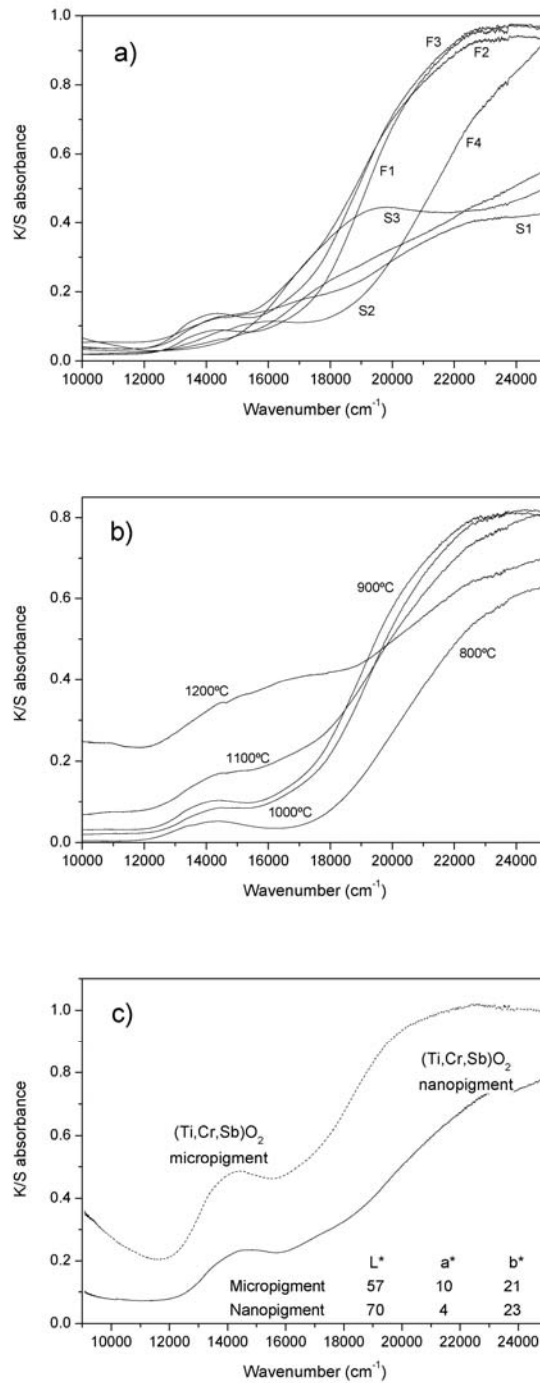 a)
1.0
0.8
0.6
0.4
0.2
0.0
K/S absorbance
F3
F2
F4
F1
S3
S1
S2
10000 12000 14000 16000 18000 20000 22000 24000
Wavenumber (cm⁻¹)
b)
0.8
0.6
0.4
0.2
0.0
K/S absorbance
900ºC
800ºC
1200ºC
1100ºC
1000ºC
10000 12000 14000 16000 18000 20000 22000 24000
Wavenumber (cm⁻¹)
c)
1.0
0.8
0.6
0.4
0.2
0.0
K/S absorbance
(Ti,Cr,Sb)O₂
nanopigment
(Ti,Cr,Sb)O₂
micropigment
L* a* b*
Micropigment 57 10 21
Nanopigment 70 4 23
10000 12000 14000 16000 18000 20000 22000 24000
Wavenumber (cm⁻¹)